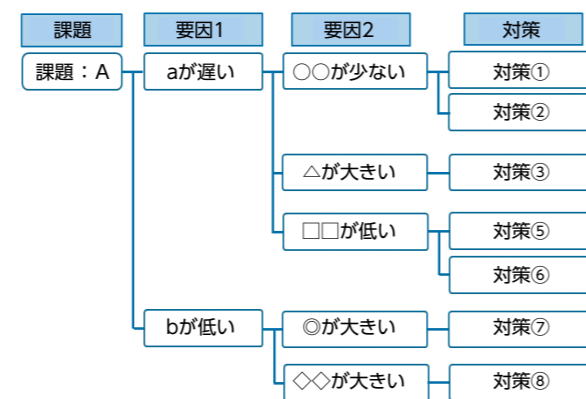 課題 要因1 要因2 対策
課題：A aが遅い ○○が少ない 対策①
対策②
△が大きい 対策③
□□が低い 対策⑤
対策⑥
bが低い ◎が大きい 対策⑦
◇◇が大きい 対策⑧